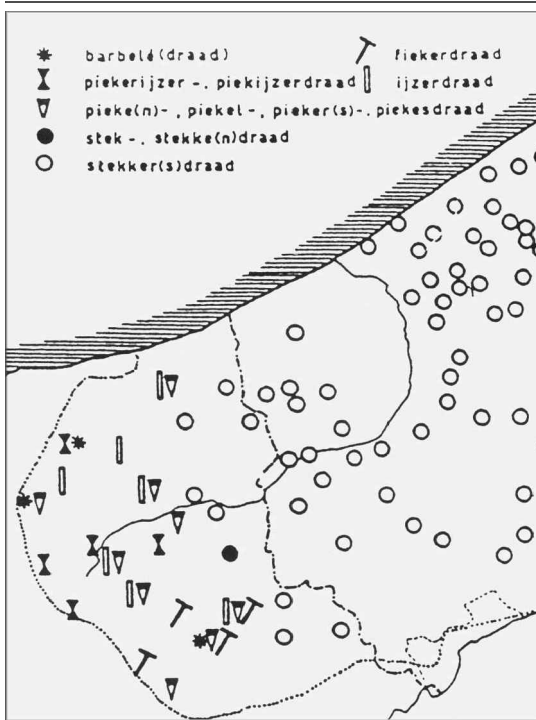 barbelé(draad)
fiekerdraad
piekerijzer-, piekijzerdraad
ijzerdraad
pieke(n)-, piekel-, pieker(s)-, piekesdraad
stek-, stekke(n)draad
stekker(s)draad